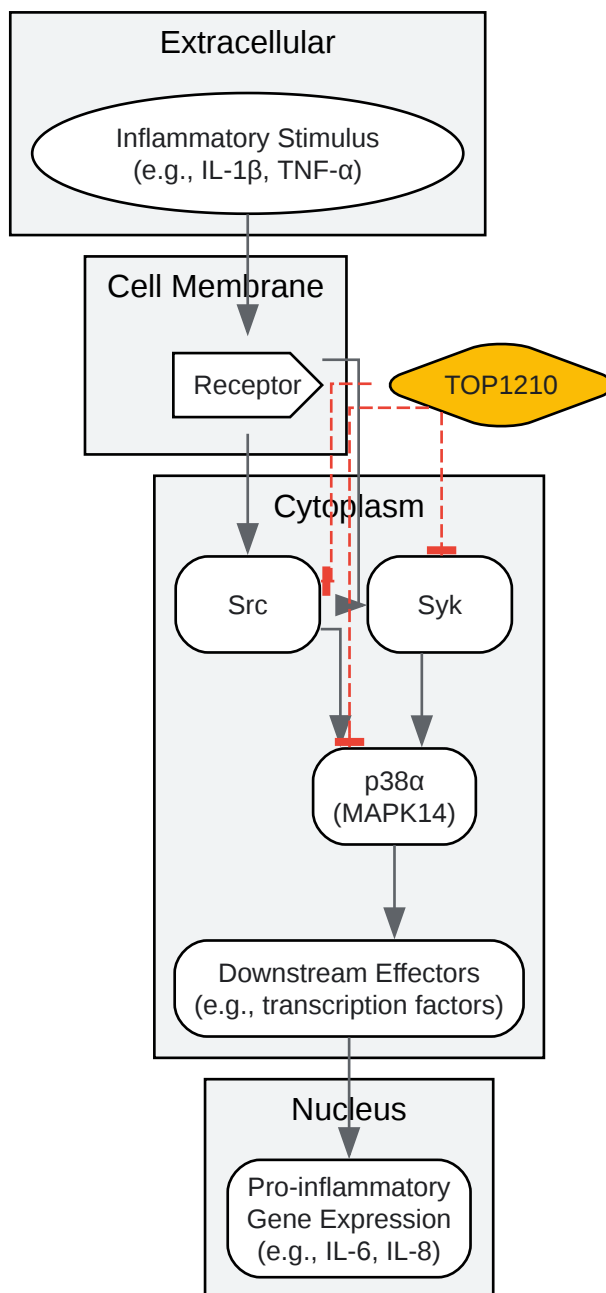 Extracellular
Inflammatory Stimulus
(e.g., IL-1β, TNF-α)
Cell Membrane
Receptor
TOP1210
Cytoplasm
Src
Syk
p38α
(MAPK14)
Downstream Effectors
(e.g., transcription factors)
Nucleus
Pro-inflammatory
Gene Expression
(e.g., IL-6, IL-8)